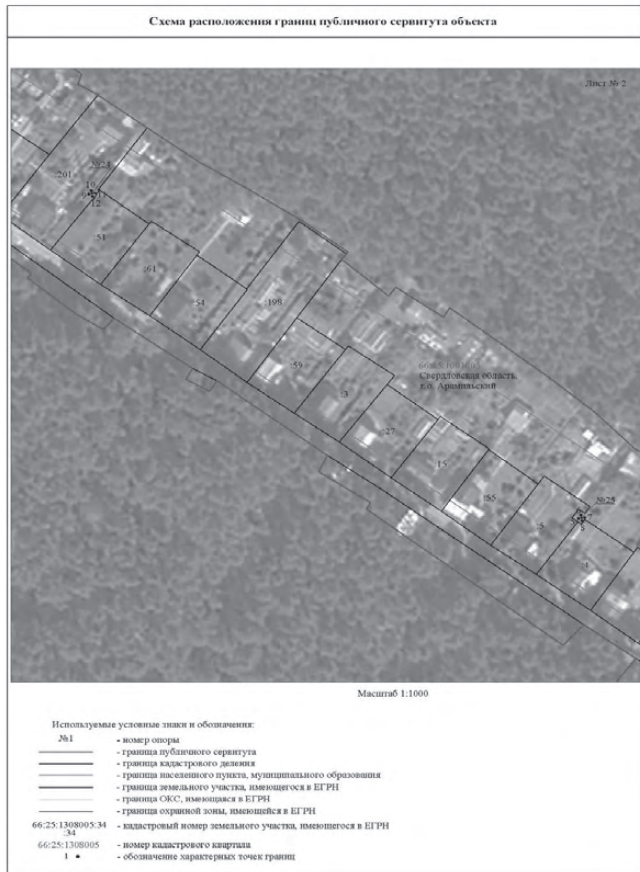 Схема расположения границ публичного сервитута объекта
Лист № 2
:201
№24
10
12
:51
:61
:54
:198
:59
:3
:27
Свердловская область,
г.о. Арамильский
15
:55
№25
:5
7
8
:4
Масштаб 1:1000
Используемые условные знаки и обозначения:
№1 - номер опоры
- граница публичного сервитута
- граница кадастрового деления
- граница населенного пункта, муниципального образования
- граница земельного участка, имеющегося в ЕГРН
- граница ОКС, имеющаяся в ЕГРН
- граница охранной зоны, имеющейся в ЕГРН
66:25:1308005:34
:34 - кадастровый номер земельного участка, имеющегося в ЕГРН
66:25:1308005 - номер кадастрового квартала
1 - обозначение характерных точек границ